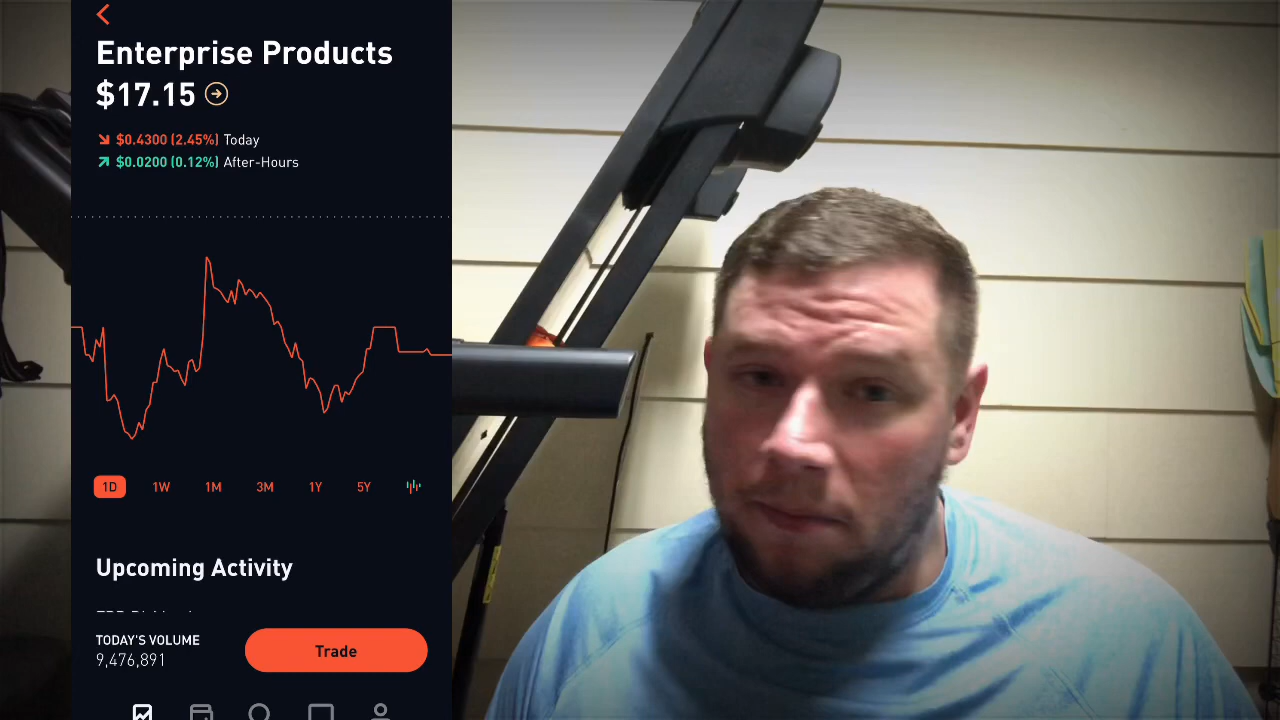 Enterprise Products
$17.15
$0.4300 (2.45%) Today
$0.0200 (0.12%) After-Hours
1D 1W 1M 3M 1Y 5Y
Upcoming Activity
TODAY'S VOLUME
9,476,891
Trade